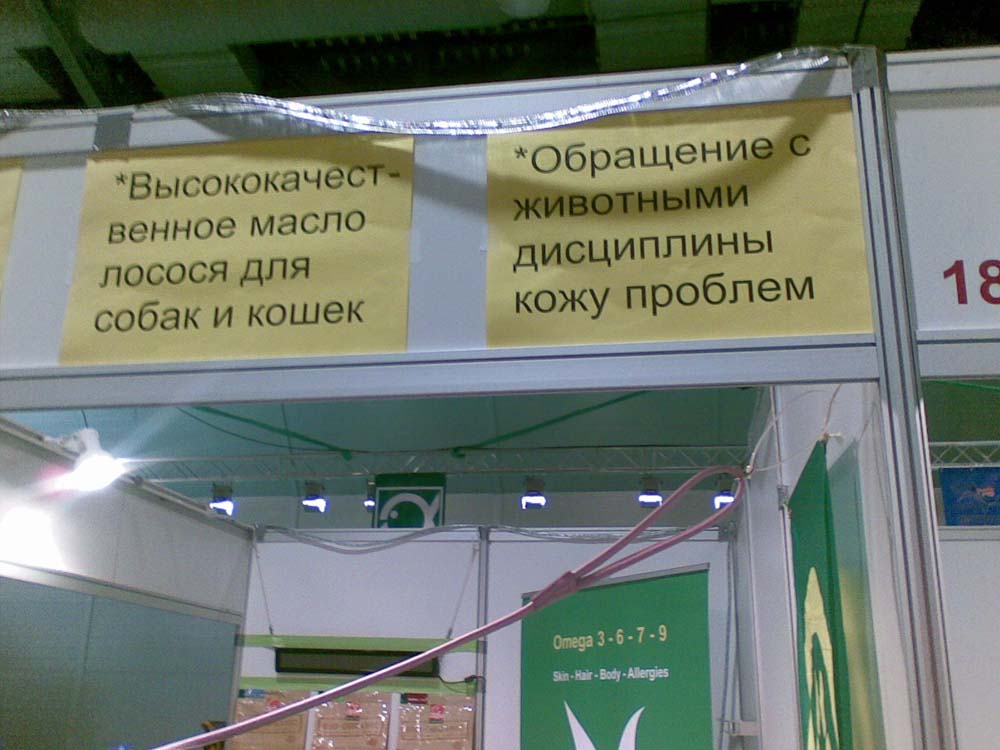 *Высококачест-
венное масло
лосося для
собак и кошек
*Обращение с
животными
дисциплины
кожу проблем
18
Omega 3 - 6 - 7 - 9
Skin - Hair - Body - Allergies